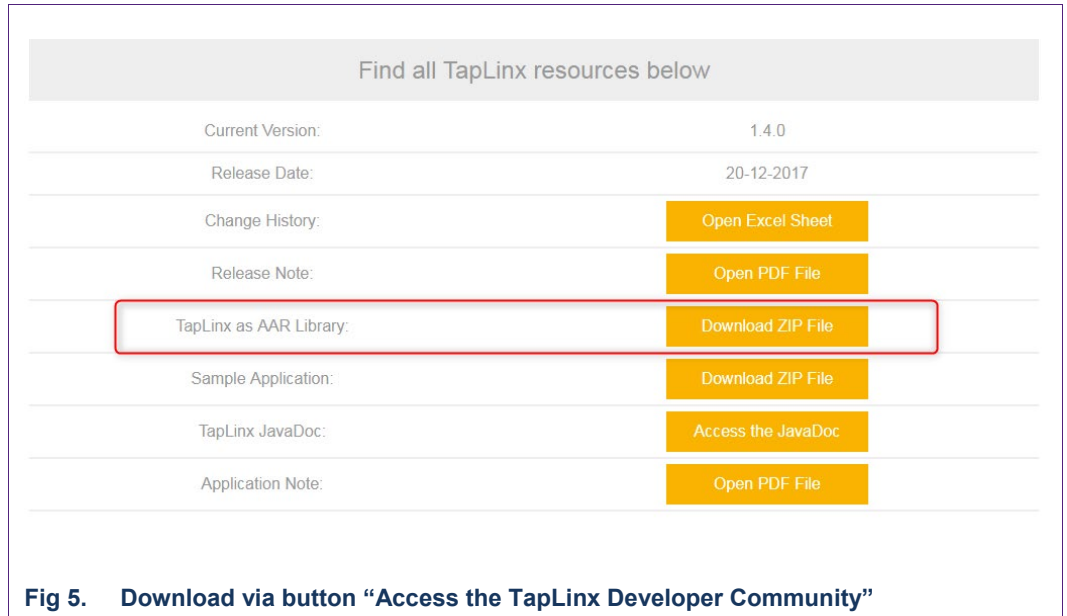 Find all TapLinx resources below
Current Version: 1.4.0
Release Date: 20-12-2017
Change History: Open Excel Sheet
Release Note: Open PDF File
TapLinx as AAR Library: Download ZIP File
Sample Application: Download ZIP File
TapLinx JavaDoc: Access the JavaDoc
Application Note: Open PDF File
Fig 5. Download via button “Access the TapLinx Developer Community”